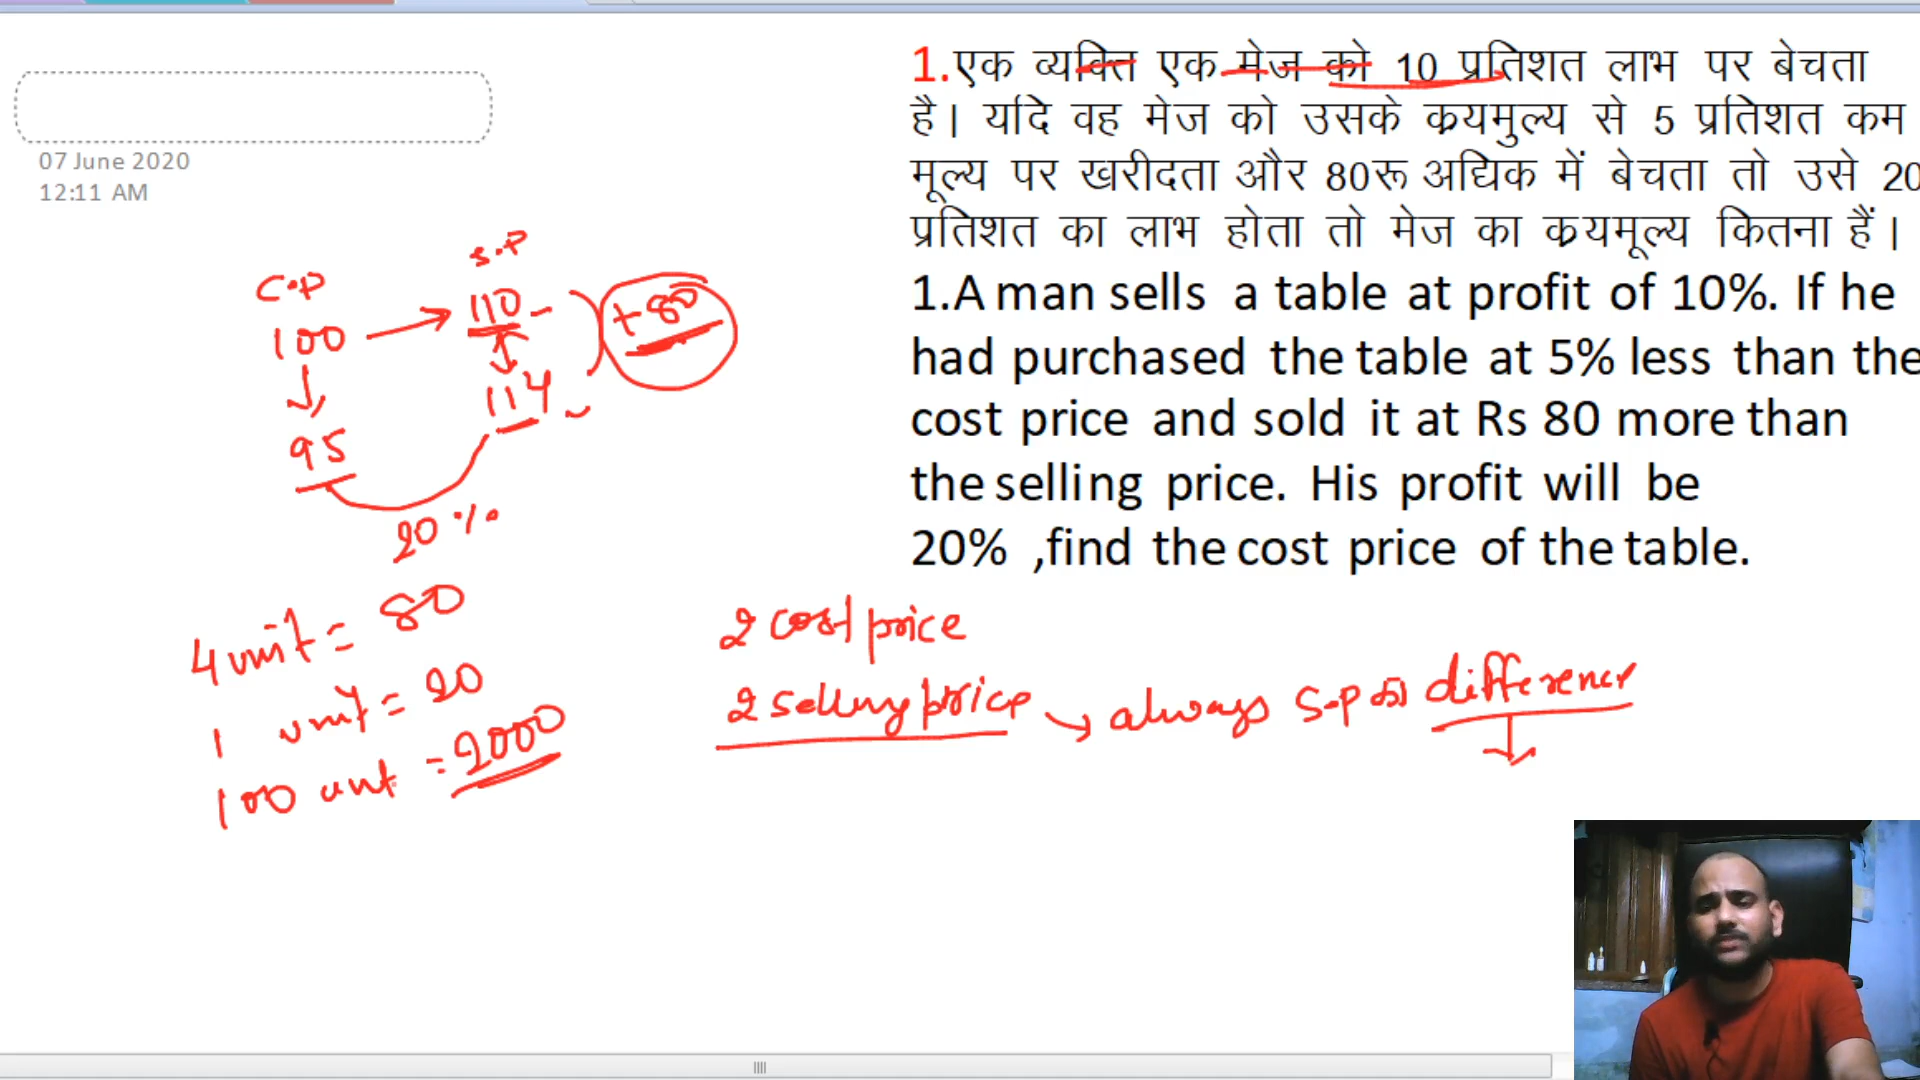 07 June 2020
12:11 AM
1.एक व्यक्ति एक मेज को 10 प्रतिशत लाभ पर बेचता
है। यदि वह मेज को उसके क्रयमुल्य से 5 प्रतिशत कम
मूल्य पर खरीदता और 80रू अद्यिक में बेचता तो उसे 20
प्रतिशत का लाभ होता तो मेज का क्रयमूल्य कितना हैं।
1.A man sells a table at profit of 10%. If he
had purchased the table at 5% less than the
cost price and sold it at Rs 80 more than
the selling price. His profit will be
20% ,find the cost price of the table.
C.P
S.P
100 → 110
+80
95
114
20%
4 unit = 80
1 unit = 20
100 unt = 2000
2 cost price
2 selling price → always S.P का difference